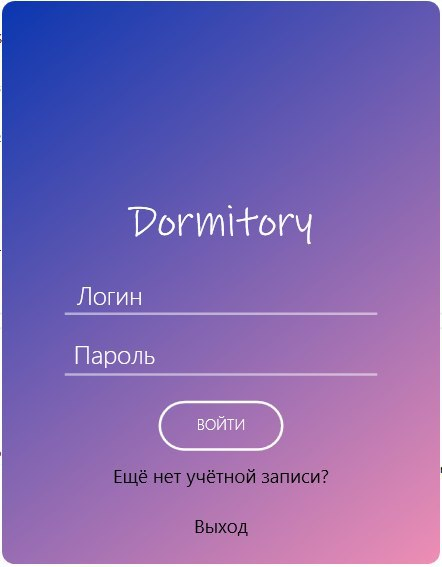 Dormitory
Логин
Пароль
ВОЙТИ
Ещё нет учётной записи?
Выход